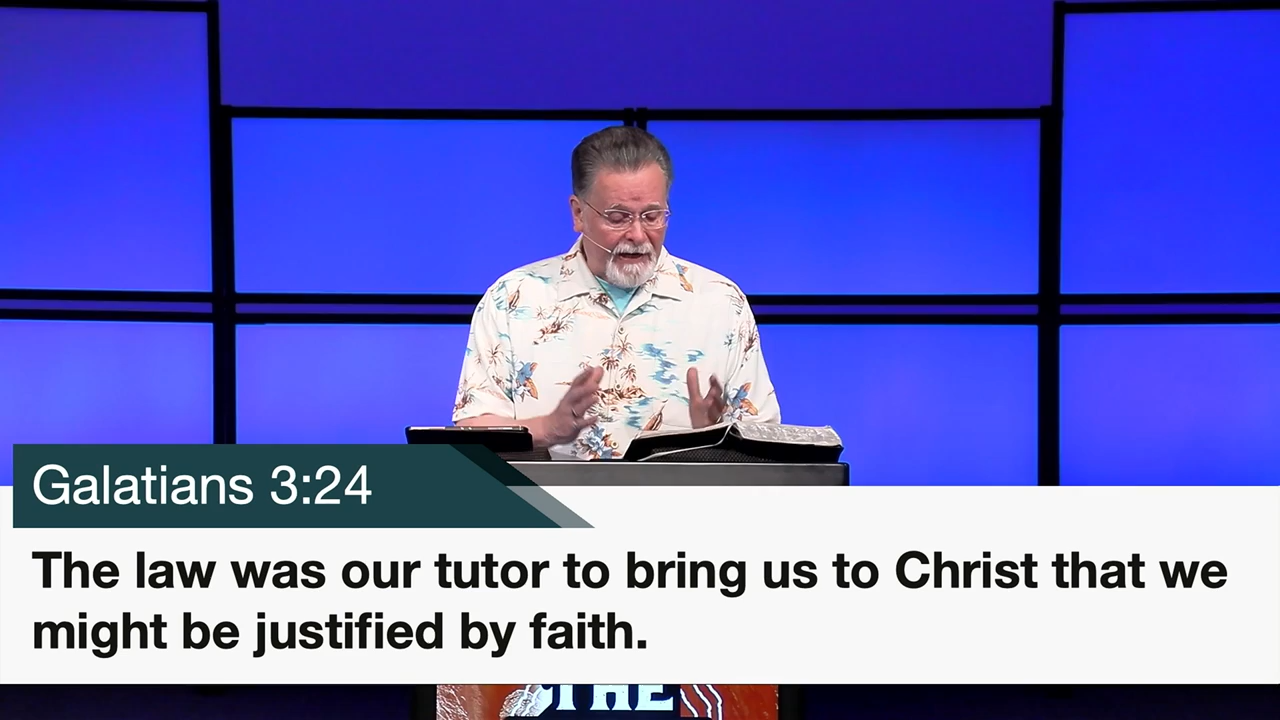 Galatians 3:24
The law was our tutor to bring us to Christ that we
might be justified by faith.
THE